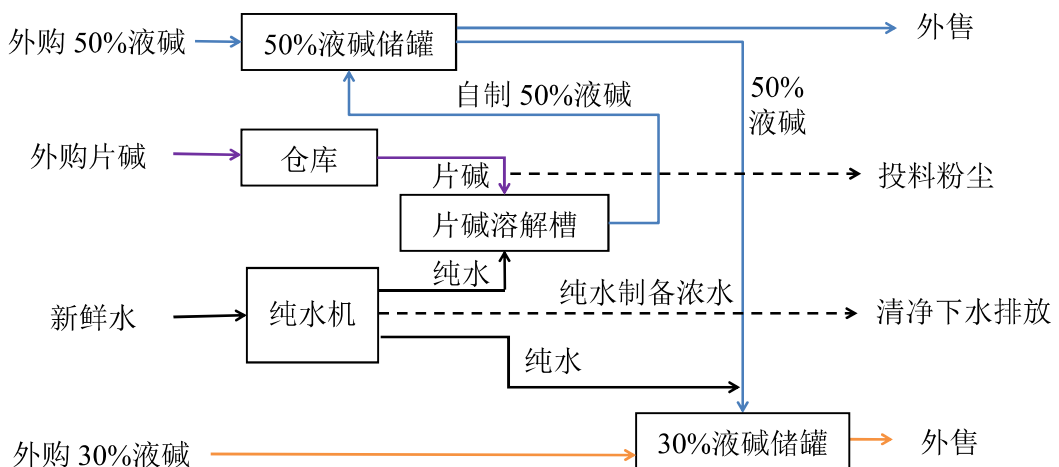 外购 50%液碱
50%液碱储罐
外售
自制 50%液碱
50%
液碱
外购片碱
仓库
片碱
投料粉尘
片碱溶解槽
纯水
新鲜水
纯水机
纯水制备浓水
清净下水排放
纯水
外购 30%液碱
30%液碱储罐
外售